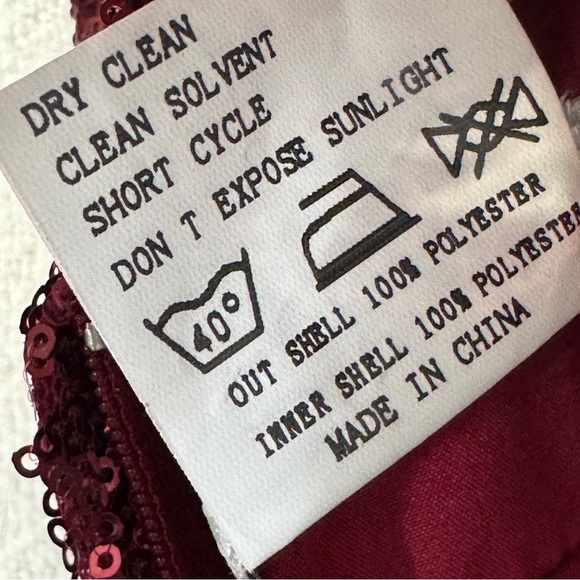 DRY CLEAN
CLEAN SOLVENT
SHORT CYCLE
DON T EXPOSE SUNLIGHT
40°
OUT SHELL 100% POLYESTER
INNER SHELL 100% POLYESTER
MADE IN CHINA